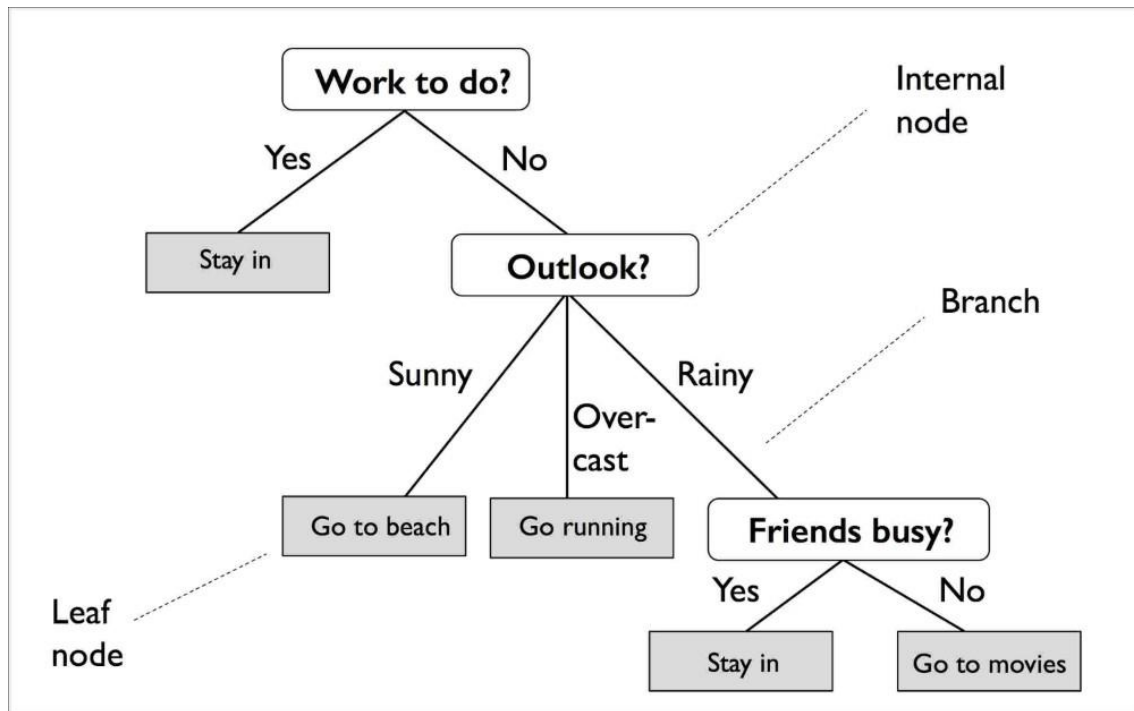 Work to do?
Internal
node
Yes
No
Stay in
Outlook?
Branch
Sunny
Rainy
Over-
cast
Go to beach
Go running
Friends busy?
Yes
No
Leaf
node
Stay in
Go to movies